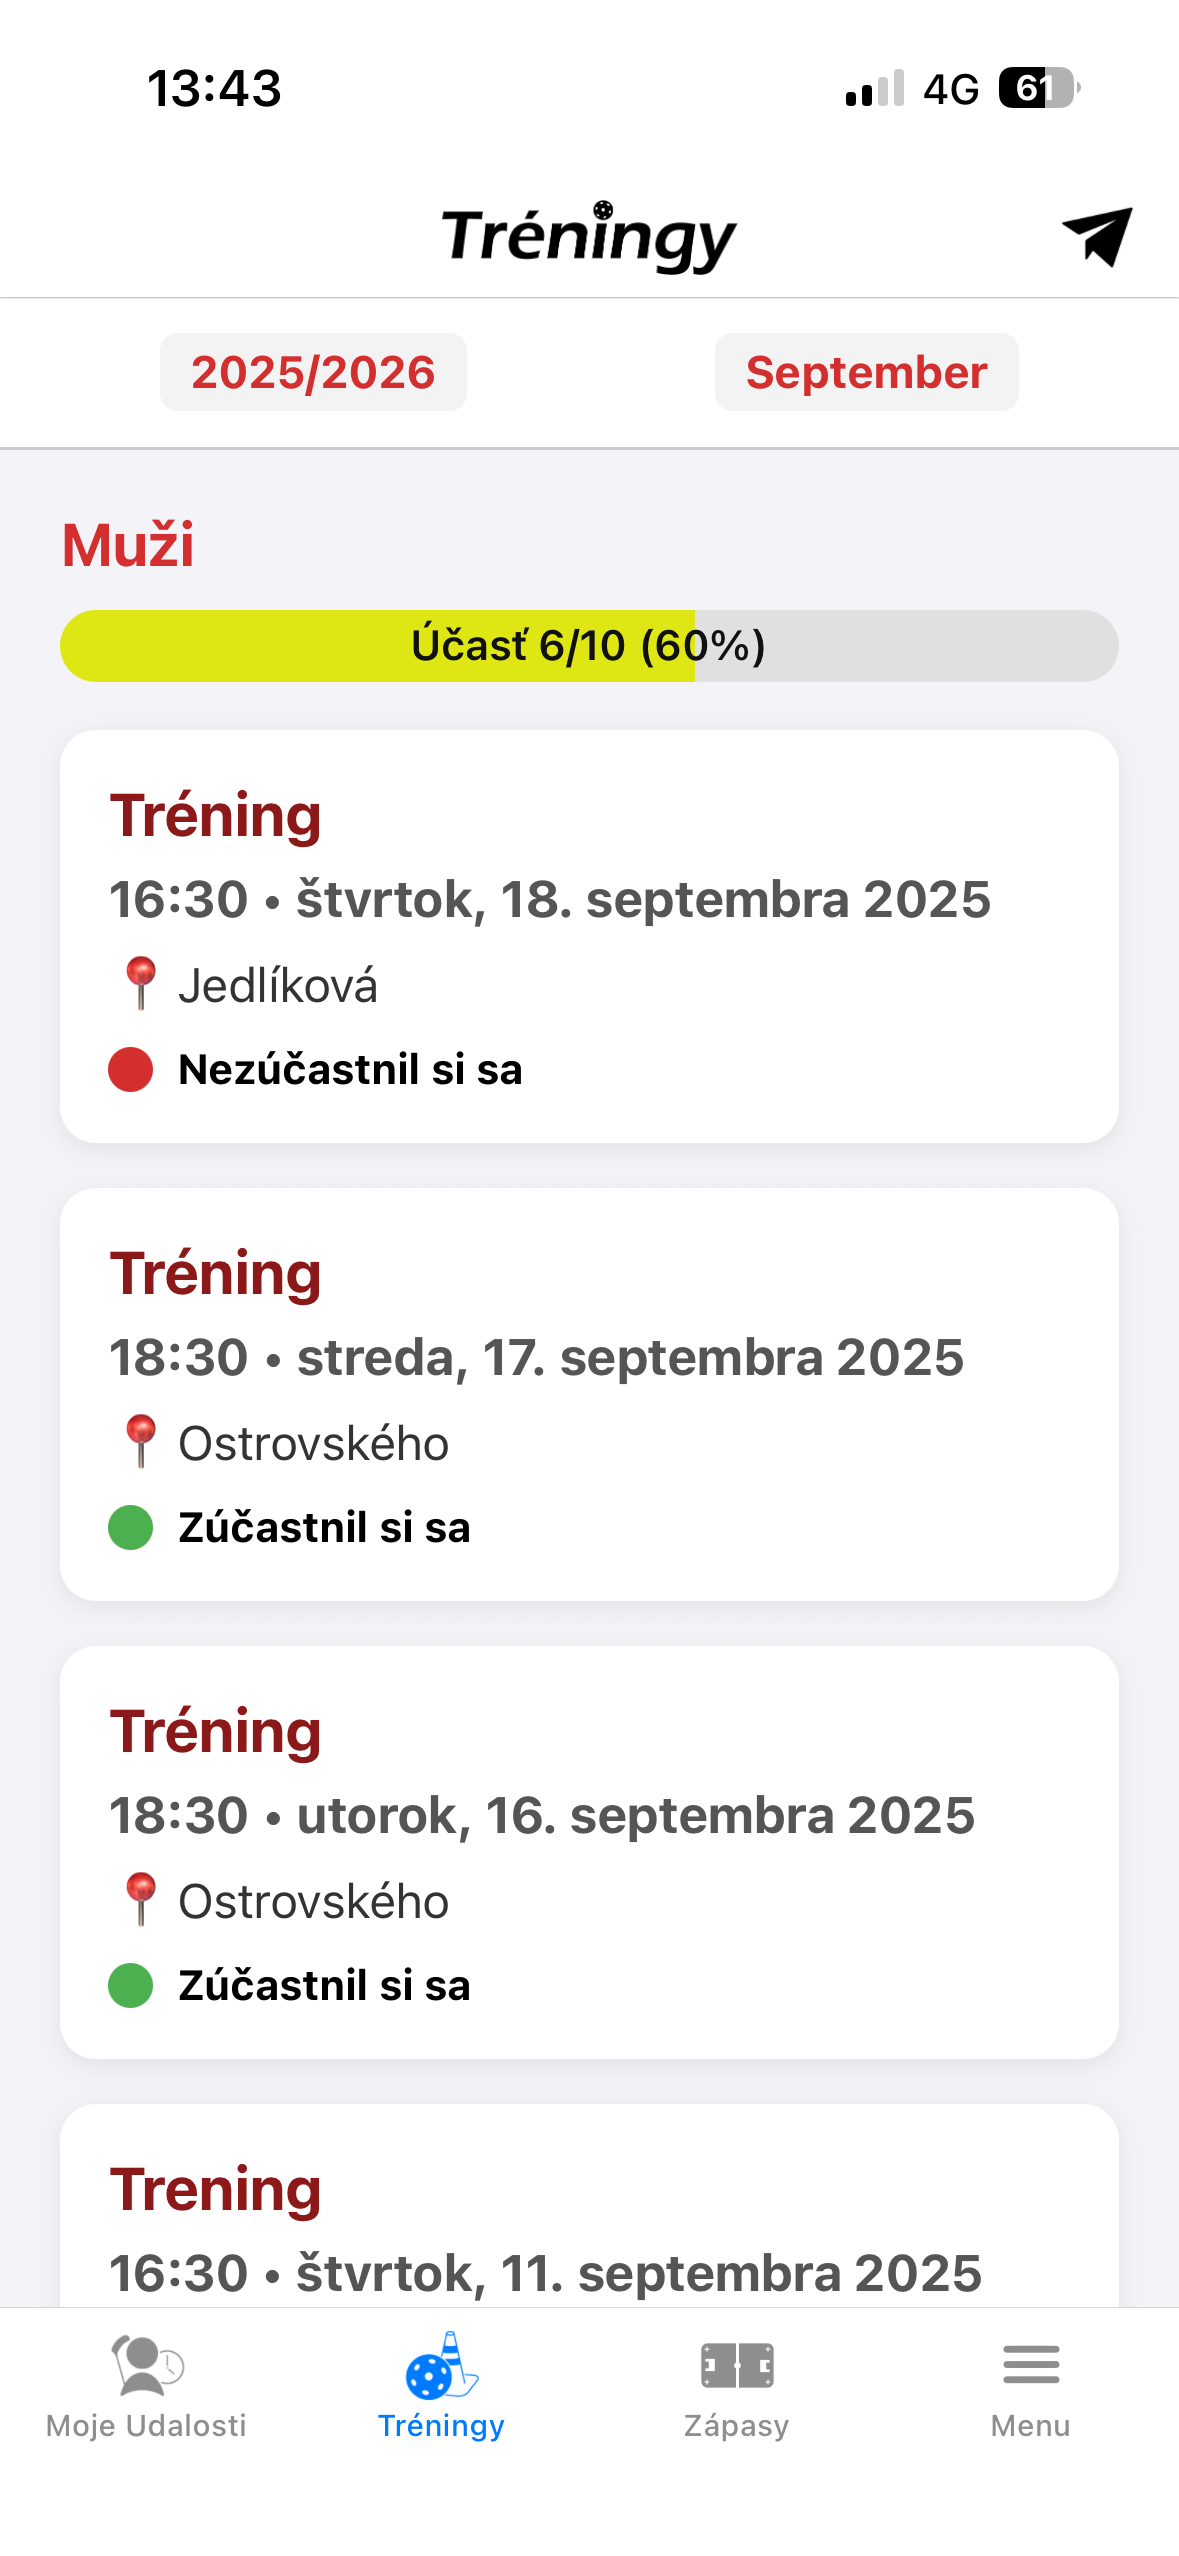 13:43
4G 61
Tréningy
2025/2026
September
Muži
Účasť 6/10 (60%)
Tréning
16:30 • štvrtok, 18. septembra 2025
Jedlíková
Nezúčastnil si sa
Tréning
18:30 • streda, 17. septembra 2025
Ostrovského
Zúčastnil si sa
Tréning
18:30 • utorok, 16. septembra 2025
Ostrovského
Zúčastnil si sa
Trening
16:30 • štvrtok, 11. septembra 2025
Moje Udalosti
Tréningy
Zápasy
Menu